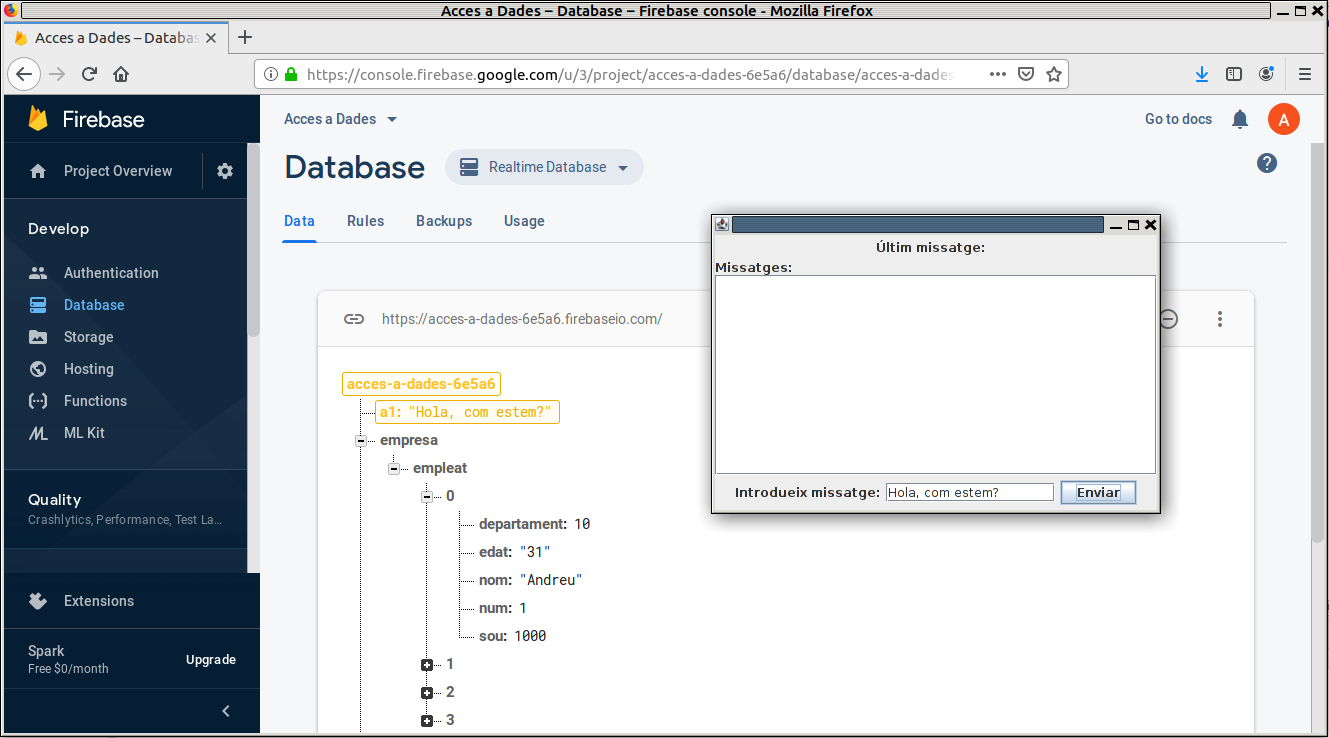 Acces a Dades – Database – Firebase console - Mozilla Firefox
Acces a Dades – Databas
https://console.firebase.google.com/u/3/project/acces-a-dades-6e5a6/database/acces-a-dades
Firebase
Acces a Dades
Go to docs
A
Project Overview
Database
Realtime Database
?
Develop
Data
Rules
Backups
Usage
Authentication
Database
Storage
Hosting
Functions
ML Kit
Quality
Crashlytics, Performance, Test La...
Extensions
Spark
Free $0/month
Upgrade
https://acces-a-dades-6e5a6.firebaseio.com/
acces-a-dades-6e5a6
a1: "Hola, com estem?"
empresa
empleat
0
departament: 10
edat: "31"
nom: "Andreu"
num: 1
sou: 1000
1
2
3
Últim missatge:
Missatges:
Introdueix missatge: Hola, com estem? Enviar